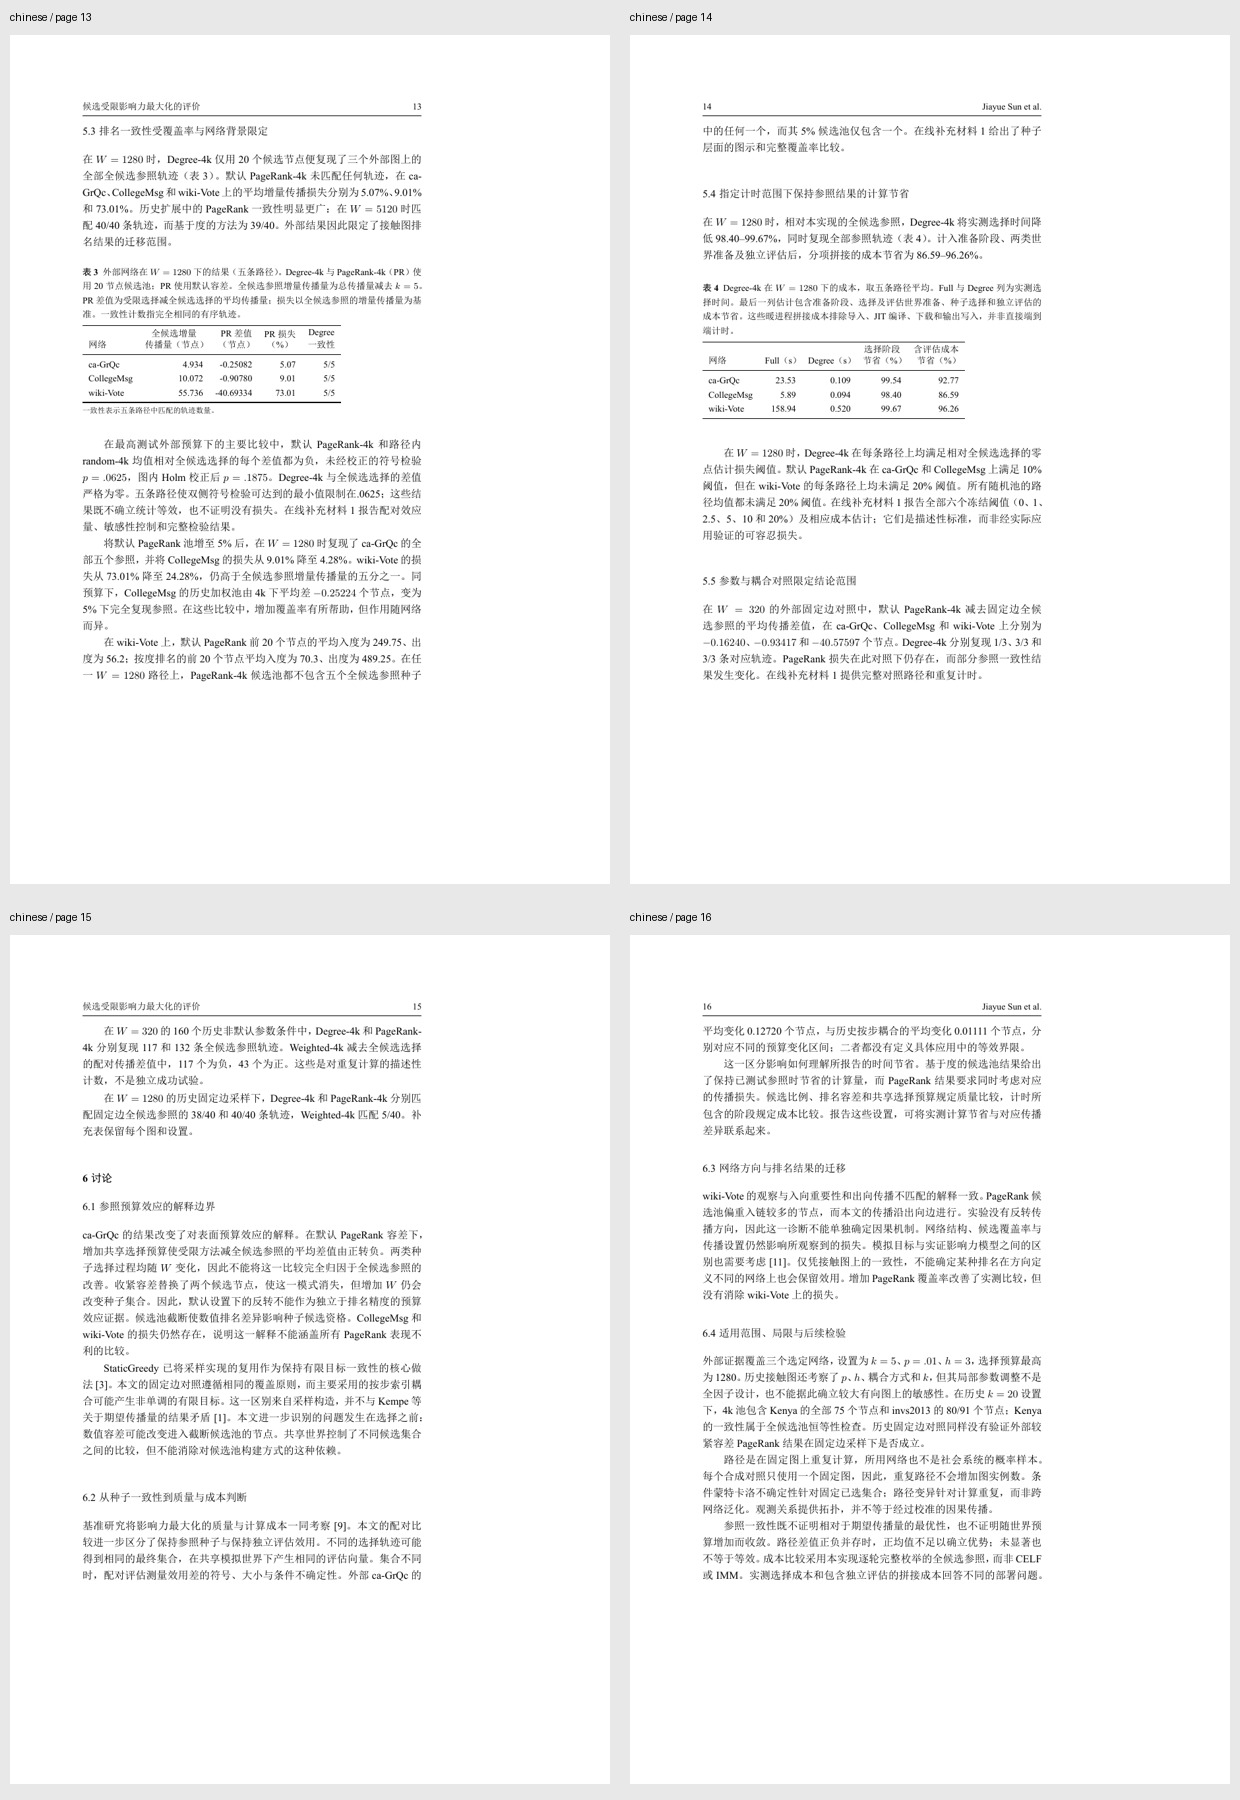 chinese / page 13
候选受限影响力最大化的评价 13
5.3 排名一致性受覆盖率与网络背景限定
在 W = 1280 时，Degree-4k 仅用 20 个候选节点便复现了三个外部图上的
全部全候选参照轨迹（表 3）。默认 PageRank-4k 未匹配任何轨迹，在 ca-
GrQc、CollegeMsg 和 wiki-Vote 上的平均增量传播损失分别为 5.07%、9.01%
和 73.01%。历史扩展中的 PageRank 一致性明显更广：在 W = 5120 时匹
配 40/40 条轨迹，而基于度的方法为 39/40。外部结果因此限定了接触图排
名结果的迁移范围。
表 3 外部网络在 W = 1280 下的结果（五条路径）。Degree-4k 与 PageRank-4k（PR）使
用 20 节点候选池；PR 使用默认容差。全候选参照增量传播量为总传播量减去 k = 5。
PR 差值为受限选择减全候选选择的平均传播量；损失以全候选参照的增量传播量为基
准。一致性计数指完全相同的有序轨迹。
网络 全候选增量传播量（节点） PR 差值（节点） PR 损失（%） Degree 一致性
ca-GrQc 4.934 -0.25082 5.07 5/5
CollegeMsg 10.072 -0.90780 9.01 5/5
wiki-Vote 55.736 -40.69334 73.01 5/5
一致性表示五条路径中匹配的轨迹数量。
在最高测试外部预算下的主要比较中，默认 PageRank-4k 和路径内
random-4k 均值相对全候选选择的每个差值都为负，未经校正的符号检验
p = .0625，图内 Holm 校正后 p = .1875。Degree-4k 与全候选选择的差值
严格为零。五条路径使双侧符号检验可达到的最小值限制在.0625；这些结
果既不确立统计等效，也不证明没有损失。在线补充材料 1 报告配对效应
量、敏感性控制和完整检验结果。
将默认 PageRank 池增至 5% 后，在 W = 1280 时复现了 ca-GrQc 的全
部五个参照，并将 CollegeMsg 的损失从 9.01% 降至 4.28%。wiki-Vote 的损
失从 73.01% 降至 24.28%，仍高于全候选参照增量传播量的五分之一。同
预算下，CollegeMsg 的历史加权池由 4k 下平均差 −0.25224 个节点，变为
5% 下完全复现参照。在这些比较中，增加覆盖率有所帮助，但作用随网络
而异。
在 wiki-Vote 上，默认 PageRank 前 20 个节点的平均入度为 249.75、出
度为 56.2；按度排名的前 20 个节点平均入度为 70.3、出度为 489.25。在任
一 W = 1280 路径上，PageRank-4k 候选池都不包含五个全候选参照种子
chinese / page 14
14 Jiayue Sun et al.
中的任何一个，而其 5% 候选池仅包含一个。在线补充材料 1 给出了种子
层面的图示和完整覆盖率比较。
5.4 指定计时范围下保持参照结果的计算节省
在 W = 1280 时，相对本实现的全候选参照，Degree-4k 将实测选择时间降
低 98.40–99.67%，同时复现全部参照轨迹（表 4）。计入准备阶段、两类世
界准备及独立评估后，分项拼接的成本节省为 86.59–96.26%。
表 4 Degree-4k 在 W = 1280 下的成本，取五条路径平均。Full 与 Degree 列为实测选
择时间。最后一列估计包含准备阶段、选择及评估世界准备、种子选择和独立评估的
成本节省。这些暖进程拼接成本排除导入、JIT 编译、下载和输出写入，并非直接端到
端计时。
网络 Full（s） Degree（s） 选择阶段节省（%） 含评估成本节省（%）
ca-GrQc 23.53 0.109 99.54 92.77
CollegeMsg 5.89 0.094 98.40 86.59
wiki-Vote 158.94 0.520 99.67 96.26
在 W = 1280 时，Degree-4k 在每条路径上均满足相对全候选选择的零
点估计损失阈值。默认 PageRank-4k 在 ca-GrQc 和 CollegeMsg 上满足 10%
阈值，但在 wiki-Vote 的每条路径上均未满足 20% 阈值。所有随机池的路
径均值都未满足 20% 阈值。在线补充材料 1 报告全部六个冻结阈值（0、1、
2.5、5、10 和 20%）及相应成本估计；它们是描述性标准，而非经实际应
用验证的可容忍损失。
5.5 参数与耦合对照限定结论范围
在 W = 320 的外部固定边对照中，默认 PageRank-4k 减去固定边全候
选参照的平均传播差值，在 ca-GrQc、CollegeMsg 和 wiki-Vote 上分别为
−0.16240、−0.93417 和 −40.57597 个节点。Degree-4k 分别复现 1/3、3/3 和
3/3 条对应轨迹。PageRank 损失在此对照下仍存在，而部分参照一致性结
果发生变化。在线补充材料 1 提供完整对照路径和重复计时。
chinese / page 15
候选受限影响力最大化的评价 15
在 W = 320 的 160 个历史非默认参数条件中，Degree-4k 和 PageRank-
4k 分别复现 117 和 132 条全候选参照轨迹。Weighted-4k 减去全候选选择
的配对传播差值中，117 个为负，43 个为正。这些是对重复计算的描述性
计数，不是独立成功试验。
在 W = 1280 的历史固定边采样下，Degree-4k 和 PageRank-4k 分别匹
配固定边全候选参照的 38/40 和 40/40 条轨迹，Weighted-4k 匹配 5/40。补
充表保留每个图和设置。
6 讨论
6.1 参照预算效应的解释边界
ca-GrQc 的结果改变了对表面预算效应的解释。在默认 PageRank 容差下，
增加共享选择预算使受限方法减全候选参照的平均差值由正转负。两类种
子选择过程均随 W 变化，因此不能将这一比较完全归因于全候选参照的
改善。收紧容差替换了两个候选节点，使这一模式消失，但增加 W 仍会
改变种子集合。因此，默认设置下的反转不能作为独立于排名精度的预算
效应证据。候选池截断使数值排名差异影响种子候选资格。CollegeMsg 和
wiki-Vote 的损失仍然存在，说明这一解释不能涵盖所有 PageRank 表现不
利的比较。
StaticGreedy 已将采样实现的复用作为保持有限目标一致性的核心做
法 [3]。本文的固定边对照遵循相同的覆盖原则，而主要采用的按步索引耦
合可能产生非单调的有限目标。这一区别来自采样构造，并不与 Kempe 等
关于期望传播量的结果矛盾 [1]。本文进一步识别的问题发生在选择之前：
数值容差可能改变进入截断候选池的节点。共享世界控制了不同候选集合
之间的比较，但不能消除对候选池构建方式的这种依赖。
6.2 从种子一致性到质量与成本判断
基准研究将影响力最大化的质量与计算成本一同考察 [9]。本文的配对比
较进一步区分了保持参照种子与保持独立评估效用。不同的选择轨迹可能
得到相同的最终集合，在共享模拟世界下产生相同的评估向量。集合不同
时，配对评估测量效用差的符号、大小与条件不确定性。外部 ca-GrQc 的
chinese / page 16
16 Jiayue Sun et al.
平均变化 0.12720 个节点，与历史按步耦合的平均变化 0.01111 个节点，分
别对应不同的预算变化区间；二者都没有定义具体应用中的等效界限。
这一区分影响如何理解所报告的时间节省。基于度的候选池结果给出
了保持已测试参照时节省的计算量，而 PageRank 结果要求同时考虑对应
的传播损失。候选比例、排名容差和共享选择预算规定质量比较，计时所
包含的阶段规定成本比较。报告这些设置，可将实测计算节省与对应传播
差异联系起来。
6.3 网络方向与排名结果的迁移
wiki-Vote 的观察与入向重要性和出向传播不匹配的解释一致。PageRank 候
选池偏重入链较多的节点，而本文的传播沿出向边进行。实验没有反转传
播方向，因此这一诊断不能单独确定因果机制。网络结构、候选覆盖率与
传播设置仍然影响所观察到的损失。模拟目标与实证影响力模型之间的区
别也需要考虑 [11]。仅凭接触图上的一致性，不能确定某种排名在方向定
义不同的网络上也会保留效用。增加 PageRank 覆盖率改善了实测比较，但
没有消除 wiki-Vote 上的损失。
6.4 适用范围、局限与后续检验
外部证据覆盖三个选定网络，设置为 k = 5、p = .01、h = 3，选择预算最高
为 1280。历史接触图还考察了 p、h、耦合方式和 k，但其局部参数调整不是
全因子设计，也不能据此确立较大有向图上的敏感性。在历史 k = 20 设置
下，4k 池包含 Kenya 的全部 75 个节点和 invs2013 的 80/91 个节点；Kenya
的一致性属于全候选池恒等性检查。历史固定边对照同样没有验证外部较
紧容差 PageRank 结果在固定边采样下是否成立。
路径是在固定图上重复计算，所用网络也不是社会系统的概率样本。
每个合成对照只使用一个固定图，因此，重复路径不会增加图实例数。条
件蒙特卡洛不确定性针对固定已选集合；路径变异针对计算重复，而非跨
网络泛化。观测关系提供拓扑，并不等于经过校准的因果传播。
参照一致性既不证明相对于期望传播量的最优性，也不证明随世界预
算增加而收敛。路径差值正负并存时，正均值不足以确立优势；未显著也
不等于等效。成本比较采用本实现逐轮完整枚举的全候选参照，而非 CELF
或 IMM。实测选择成本和包含独立评估的拼接成本回答不同的部署问题。